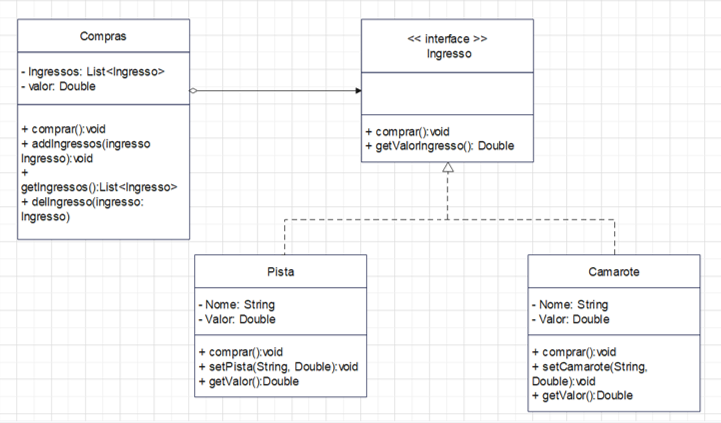 Compras
- Ingressos: List<Ingresso>
- valor: Double
+ comprar():void
+ addIngressos(ingresso
Ingresso):void
+
getIngressos():List<Ingresso>
+ delIngresso(ingresso:
Ingresso)
<< interface >>
Ingresso
+ comprar():void
+ getValorIngresso(): Double
Pista
- Nome: String
- Valor: Double
+ comprar():void
+ setPista(String, Double):void
+ getValor():Double
Camarote
- Nome: String
- Valor: Double
+ comprar():void
+ setCamarote(String,
Double):void
+ getValor():Double